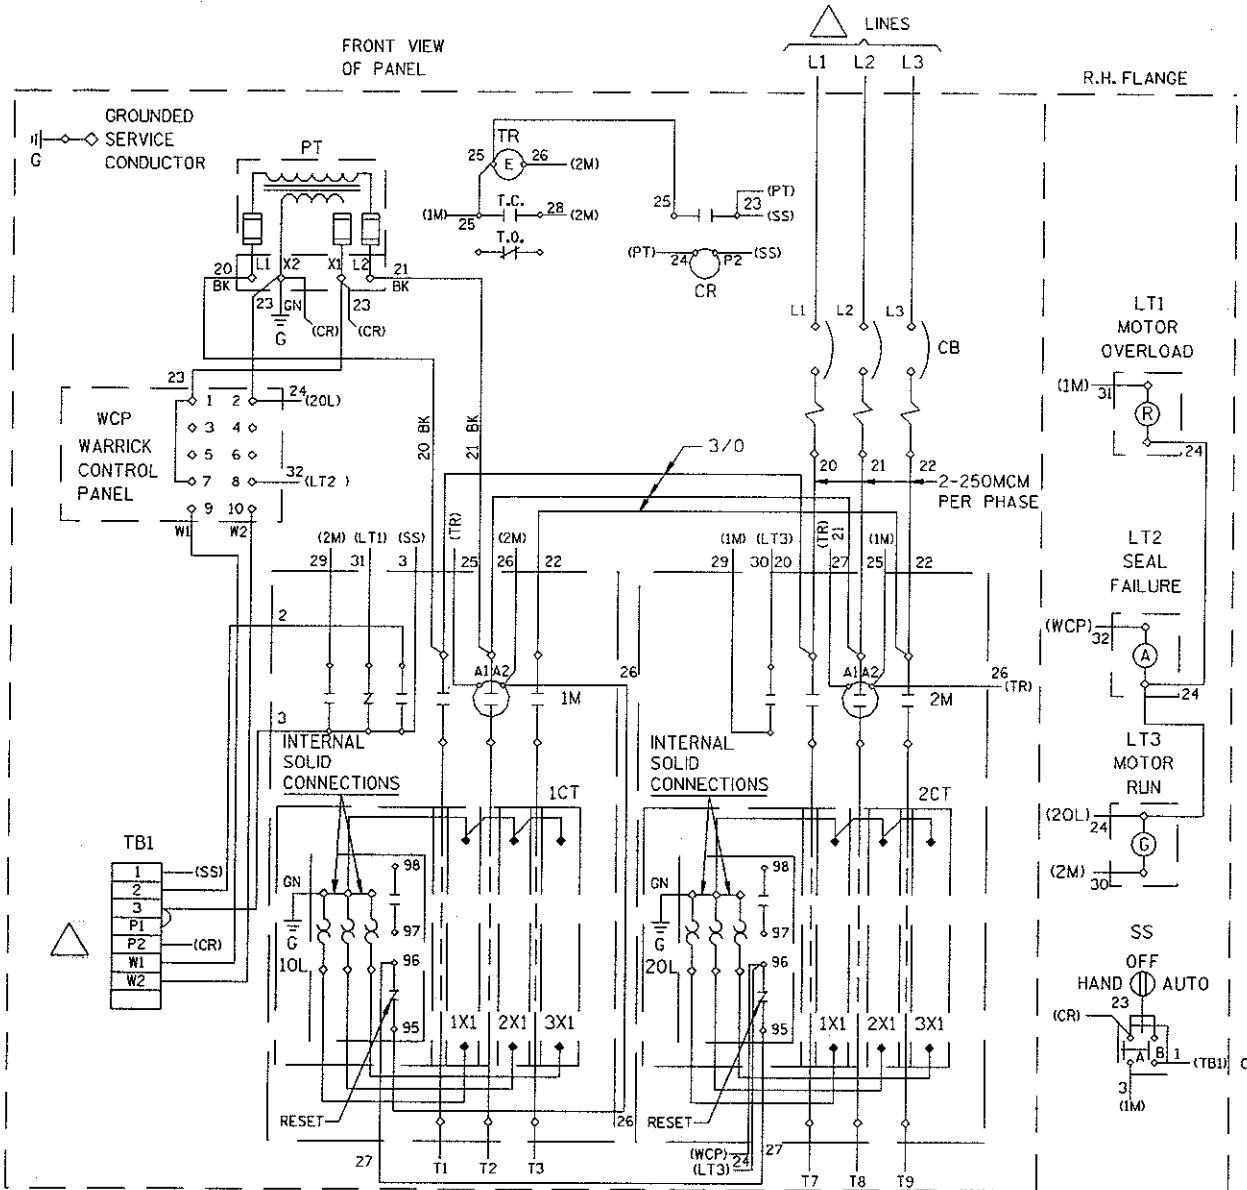 LINES
FRONT VIEW
OF PANEL
L1 L2 L3
R.H. FLANGE
GROUNDED
SERVICE
CONDUCTOR
G
PT
TR
25 E 26 (2M)
T.C.
(1M) 25 28 (2M)
T.O.
25 23 (PT)
(SS)
(PT) 24 P2 (SS)
CR
20 L1 X2 X1 L2 21
BK BK
23 GN 23
G (CR) (CR)
L1 L2 L3
CB
LT1
MOTOR
OVERLOAD
(1M) 31
R
24
23
WCP
WARRICK
CONTROL
PANEL
1 2 24 (2OL)
3 4
5 6
7 8 32 (LT2 )
9 10
W1 W2
20 BK
21 BK
3/0
20 21 22
2-250MCM
PER PHASE
(2M) (LT1) (SS) (TR) (2M)
29 31 3 25 26 22
(1M) (LT3) (TR) 21 (1M)
29 30 20 27 25 22
LT2
SEAL
FAILURE
(WCP)
32
A
24
2
3
A1 A2
1M
26
A1 A2
2M
26
(TR)
INTERNAL
SOLID
CONNECTIONS
1CT
INTERNAL
SOLID
CONNECTIONS
2CT
LT3
MOTOR
RUN
(2OL)
24
G
(2M)
30
TB1
1 (SS)
2
3
P1
P2 (CR)
W1
W2
GN
G
1OL
98
97
96
95
1X1 2X1 3X1
RESET
26
27
T1 T2 T3
GN
G
2OL
98
97
96
95
1X1 2X1 3X1
RESET
(WCP)
(LT3) 24
27
T7 T8 T9
SS
OFF
HAND AUTO
23
(CR)
A B 1
(TB1)
3
(1M)